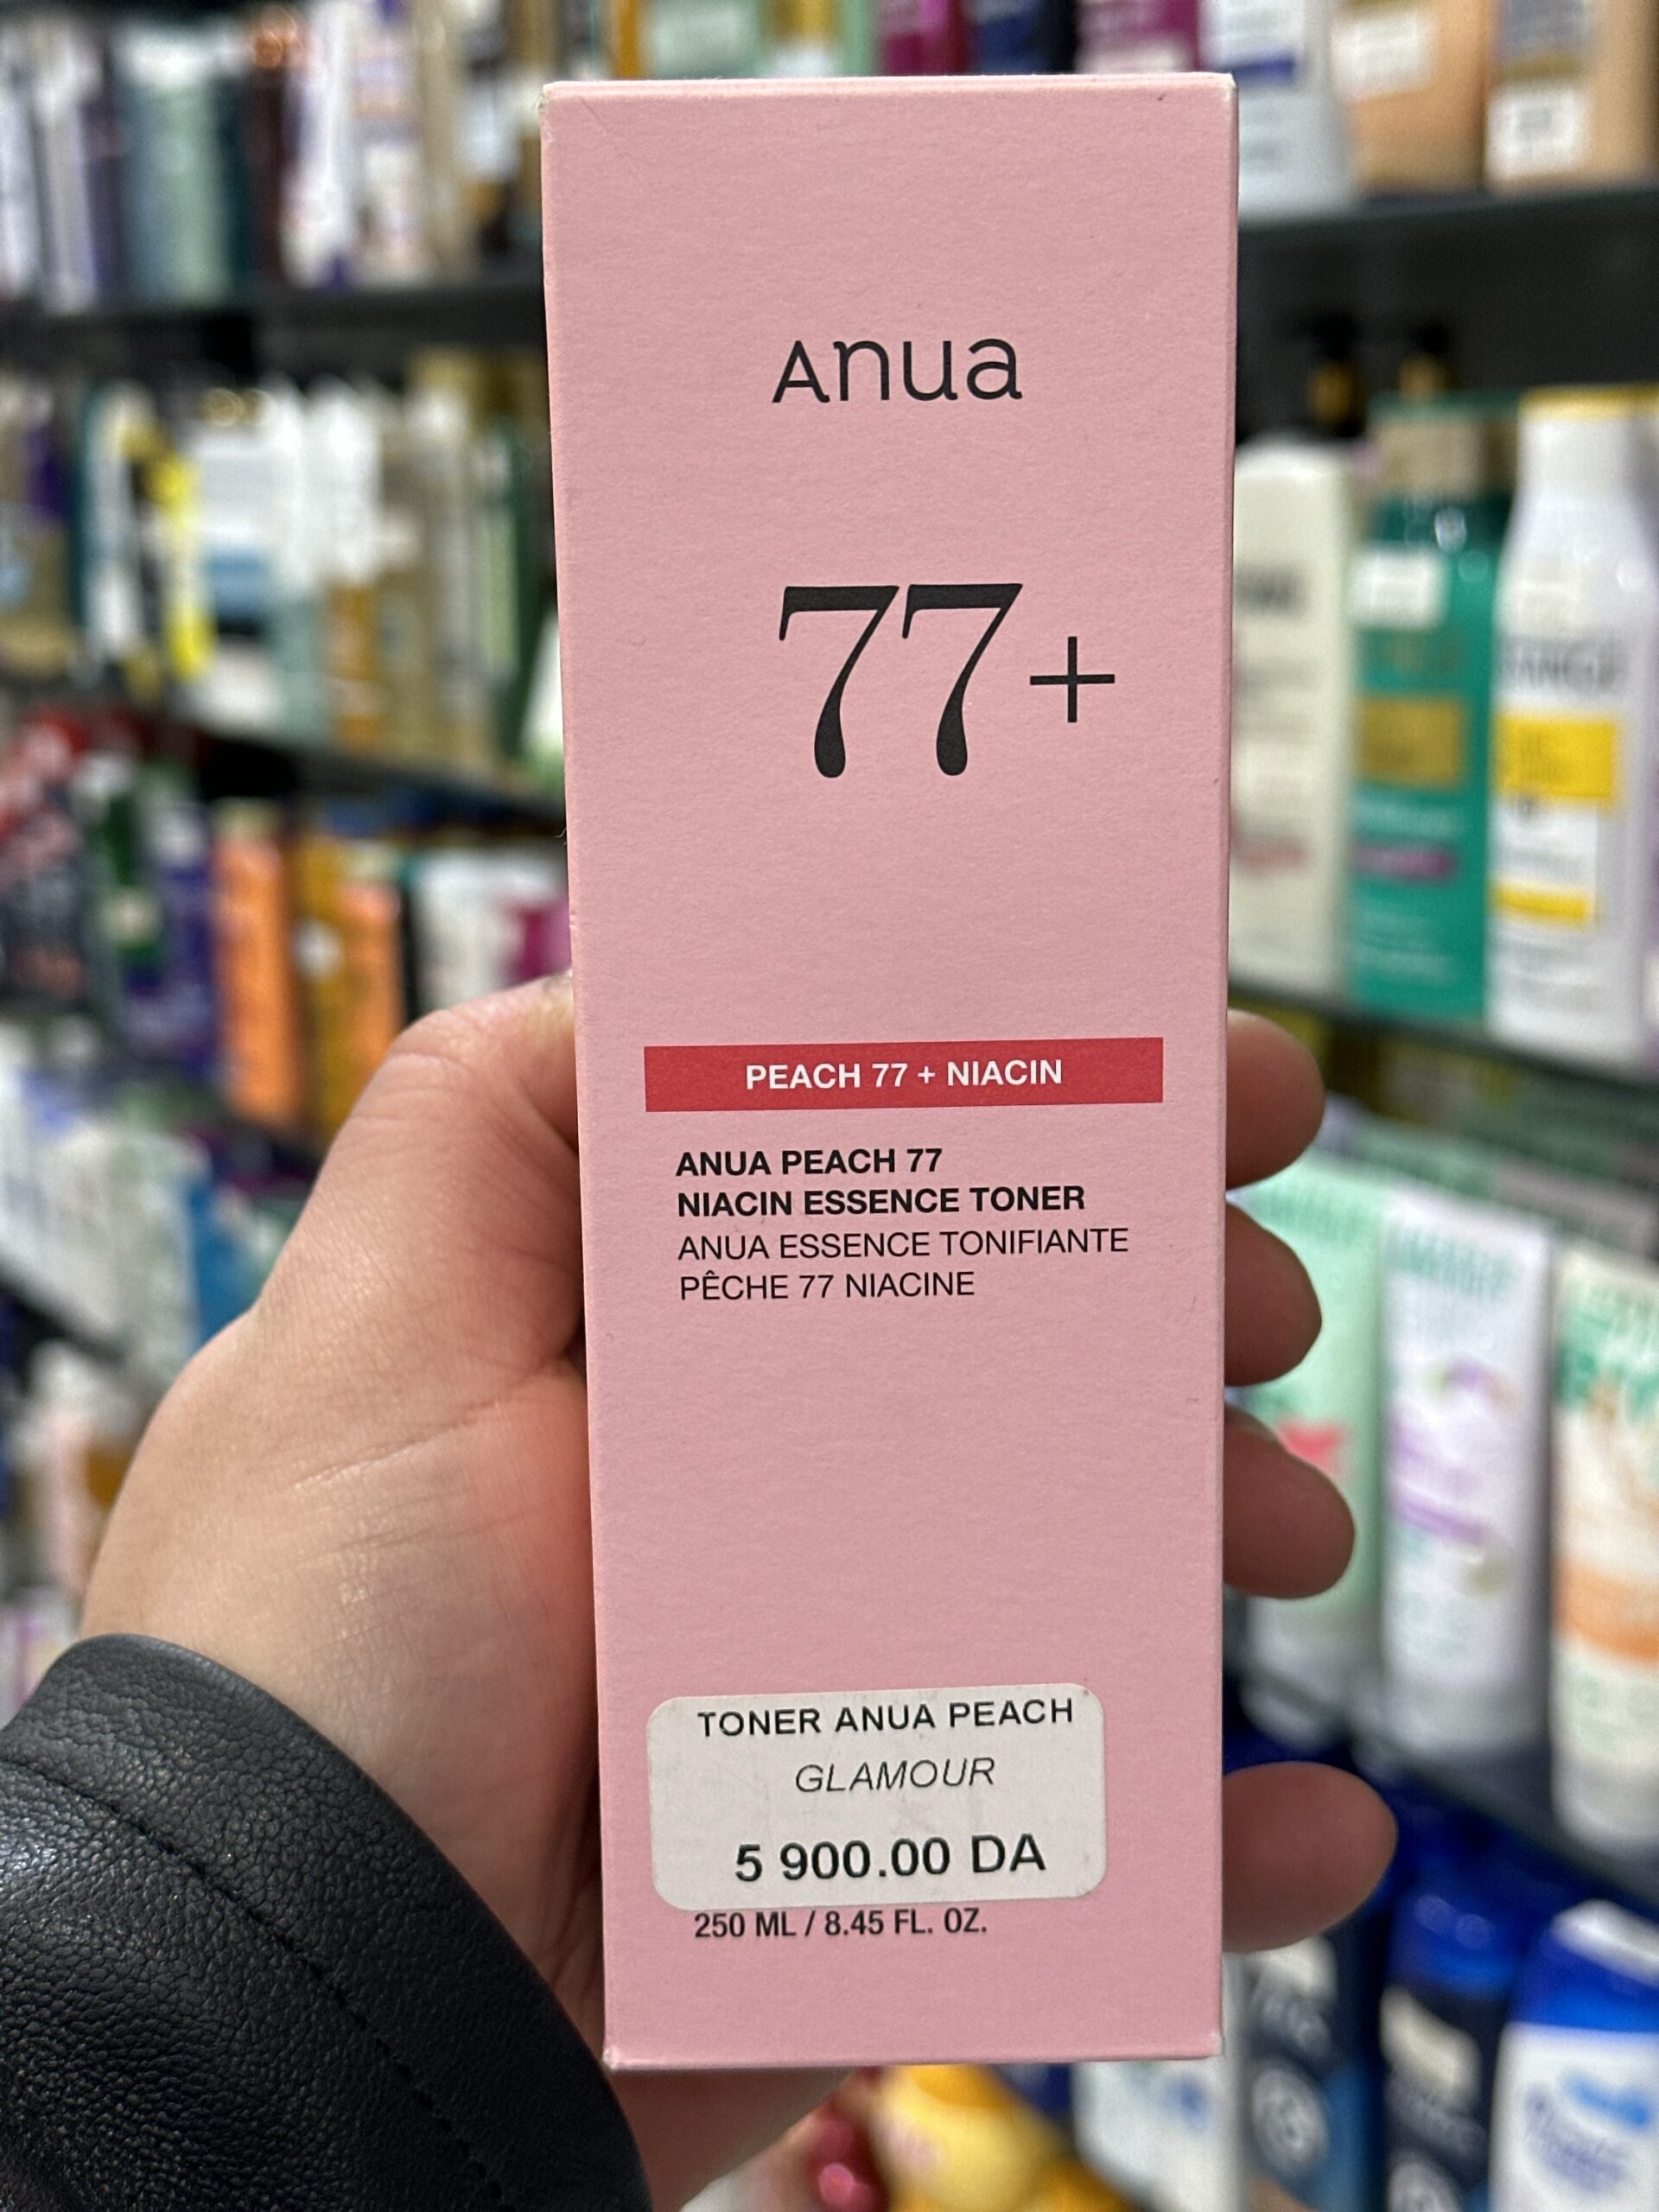 Anua
77+
PEACH 77 + NIACIN
ANUA PEACH 77
NIACIN ESSENCE TONER
ANUA ESSENCE TONIFIANTE
PÊCHE 77 NIACINE
TONER ANUA PEACH
GLAMOUR
5 900.00 DA
250 ML / 8.45 FL. OZ.